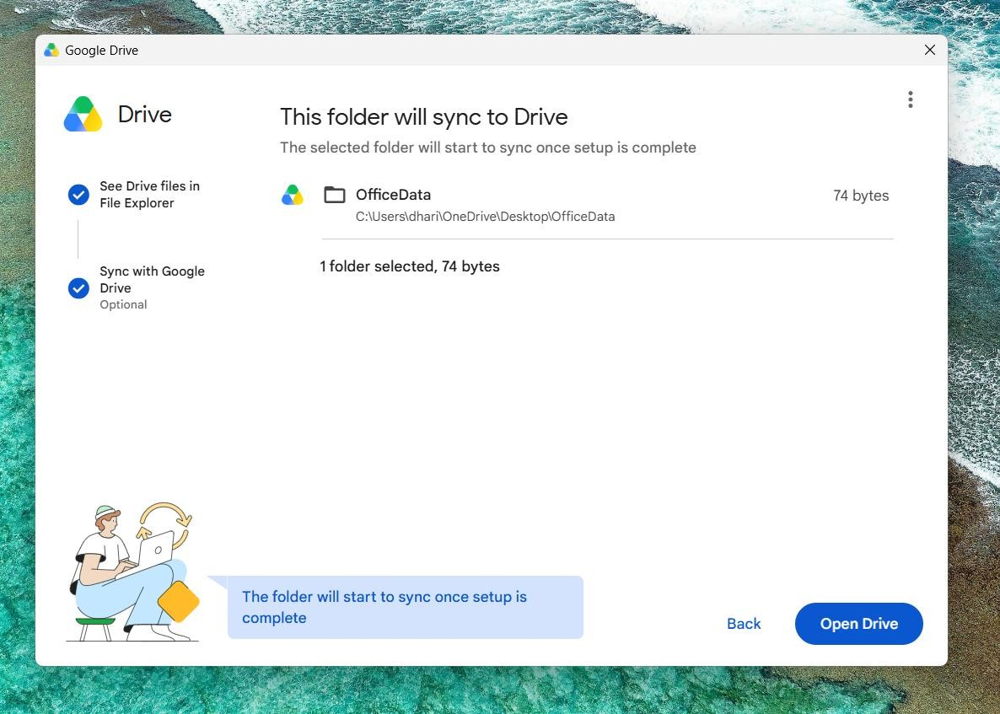 Google Drive
Drive
See Drive files in
File Explorer
Sync with Google
Drive
Optional
This folder will sync to Drive
The selected folder will start to sync once setup is complete
OfficeData
74 bytes
C:\Users\dhari\OneDrive\Desktop\OfficeData
1 folder selected, 74 bytes
The folder will start to sync once setup is
complete
Back
Open Drive